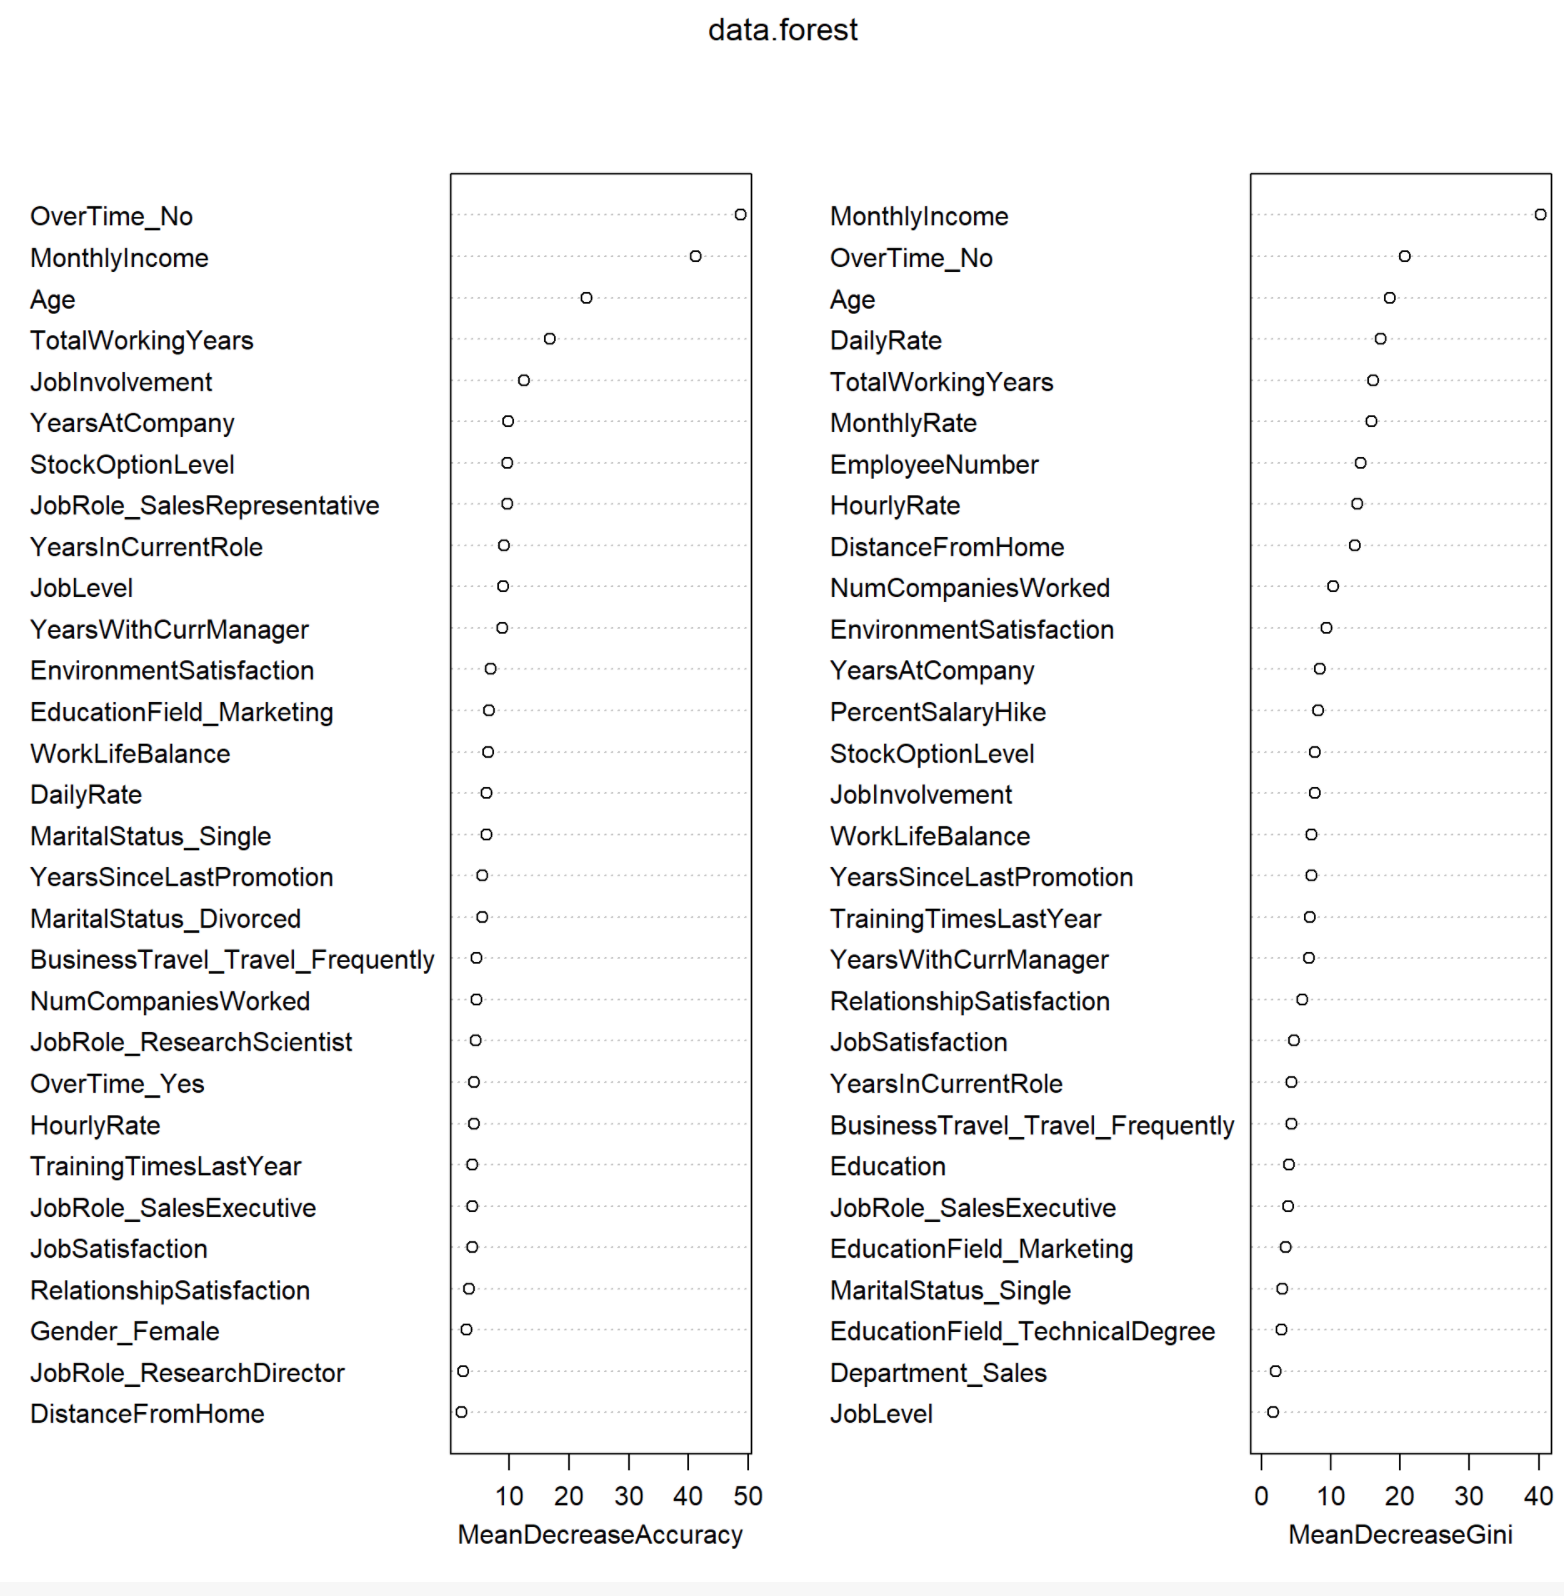 data.forest
OverTime_No
MonthlyIncome
Age
TotalWorkingYears
JobInvolvement
YearsAtCompany
StockOptionLevel
JobRole_SalesRepresentative
YearsInCurrentRole
JobLevel
YearsWithCurrManager
EnvironmentSatisfaction
EducationField_Marketing
WorkLifeBalance
DailyRate
MaritalStatus_Single
YearsSinceLastPromotion
MaritalStatus_Divorced
BusinessTravel_Travel_Frequently
NumCompaniesWorked
JobRole_ResearchScientist
OverTime_Yes
HourlyRate
TrainingTimesLastYear
JobRole_SalesExecutive
JobSatisfaction
RelationshipSatisfaction
Gender_Female
JobRole_ResearchDirector
DistanceFromHome
10 20 30 40 50
MeanDecreaseAccuracy
MonthlyIncome
OverTime_No
Age
DailyRate
TotalWorkingYears
MonthlyRate
EmployeeNumber
HourlyRate
DistanceFromHome
NumCompaniesWorked
EnvironmentSatisfaction
YearsAtCompany
PercentSalaryHike
StockOptionLevel
JobInvolvement
WorkLifeBalance
YearsSinceLastPromotion
TrainingTimesLastYear
YearsWithCurrManager
RelationshipSatisfaction
JobSatisfaction
YearsInCurrentRole
BusinessTravel_Travel_Frequently
Education
JobRole_SalesExecutive
EducationField_Marketing
MaritalStatus_Single
EducationField_TechnicalDegree
Department_Sales
JobLevel
0 10 20 30 40
MeanDecreaseGini